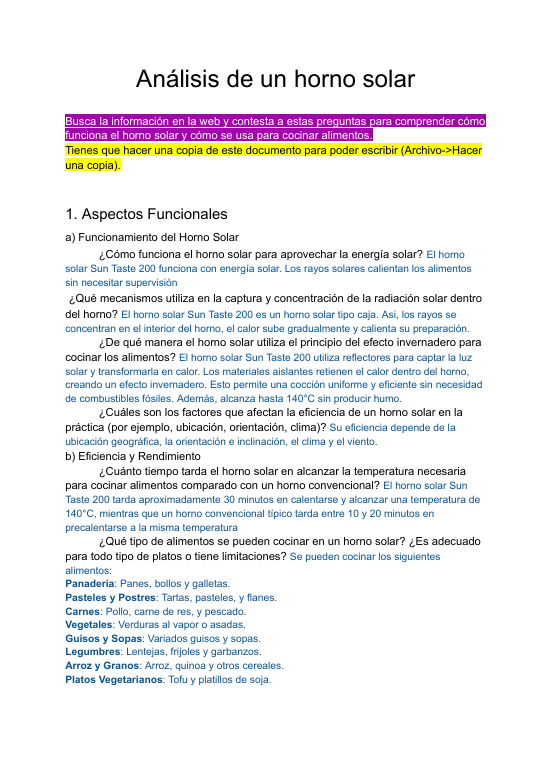 Análisis de un horno solar
Busca la información en la web y contesta a estas preguntas para comprender cómo
funciona el horno solar y cómo se usa para cocinar alimentos.
Tienes que hacer una copia de este documento para poder escribir (Archivo->Hacer
una copia).
1. Aspectos Funcionales
a) Funcionamiento del Horno Solar
¿Cómo funciona el horno solar para aprovechar la energía solar? El horno
solar Sun Taste 200 funciona con energía solar. Los rayos solares calientan los alimentos
sin necesitar supervisión
¿Qué mecanismos utiliza en la captura y concentración de la radiación solar dentro
del horno? El horno solar Sun Taste 200 es un horno solar tipo caja. Asi, los rayos se
concentran en el interior del horno, el calor sube gradualmente y calienta su preparación.
¿De qué manera el horno solar utiliza el principio del efecto invernadero para
cocinar los alimentos? El horno solar Sun Taste 200 utiliza reflectores para captar la luz
solar y transformarla en calor. Los materiales aislantes retienen el calor dentro del horno,
creando un efecto invernadero. Esto permite una cocción uniforme y eficiente sin necesidad
de combustibles fósiles. Además, alcanza hasta 140°C sin producir humo.
¿Cuáles son los factores que afectan la eficiencia de un horno solar en la
práctica (por ejemplo, ubicación, orientación, clima)? Su eficiencia depende de la
ubicación geográfica, la orientación e inclinación, el clima y el viento.
b) Eficiencia y Rendimiento
¿Cuánto tiempo tarda el horno solar en alcanzar la temperatura necesaria
para cocinar alimentos comparado con un horno convencional? El horno solar Sun
Taste 200 tarda aproximadamente 30 minutos en calentarse y alcanzar una temperatura de
140°C, mientras que un horno convencional típico tarda entre 10 y 20 minutos en
precalentarse a la misma temperatura
¿Qué tipo de alimentos se pueden cocinar en un horno solar? ¿Es adecuado
para todo tipo de platos o tiene limitaciones? Se pueden cocinar los siguientes
alimentos:
Panadería: Panes, bollos y galletas.
Pasteles y Postres: Tartas, pasteles, y flanes.
Carnes: Pollo, carne de res, y pescado.
Vegetales: Verduras al vapor o asadas.
Guisos y Sopas: Variados guisos y sopas.
Legumbres: Lentejas, frijoles y garbanzos.
Arroz y Granos: Arroz, quinoa y otros cereales.
Platos Vegetarianos: Tofu y platillos de soja.